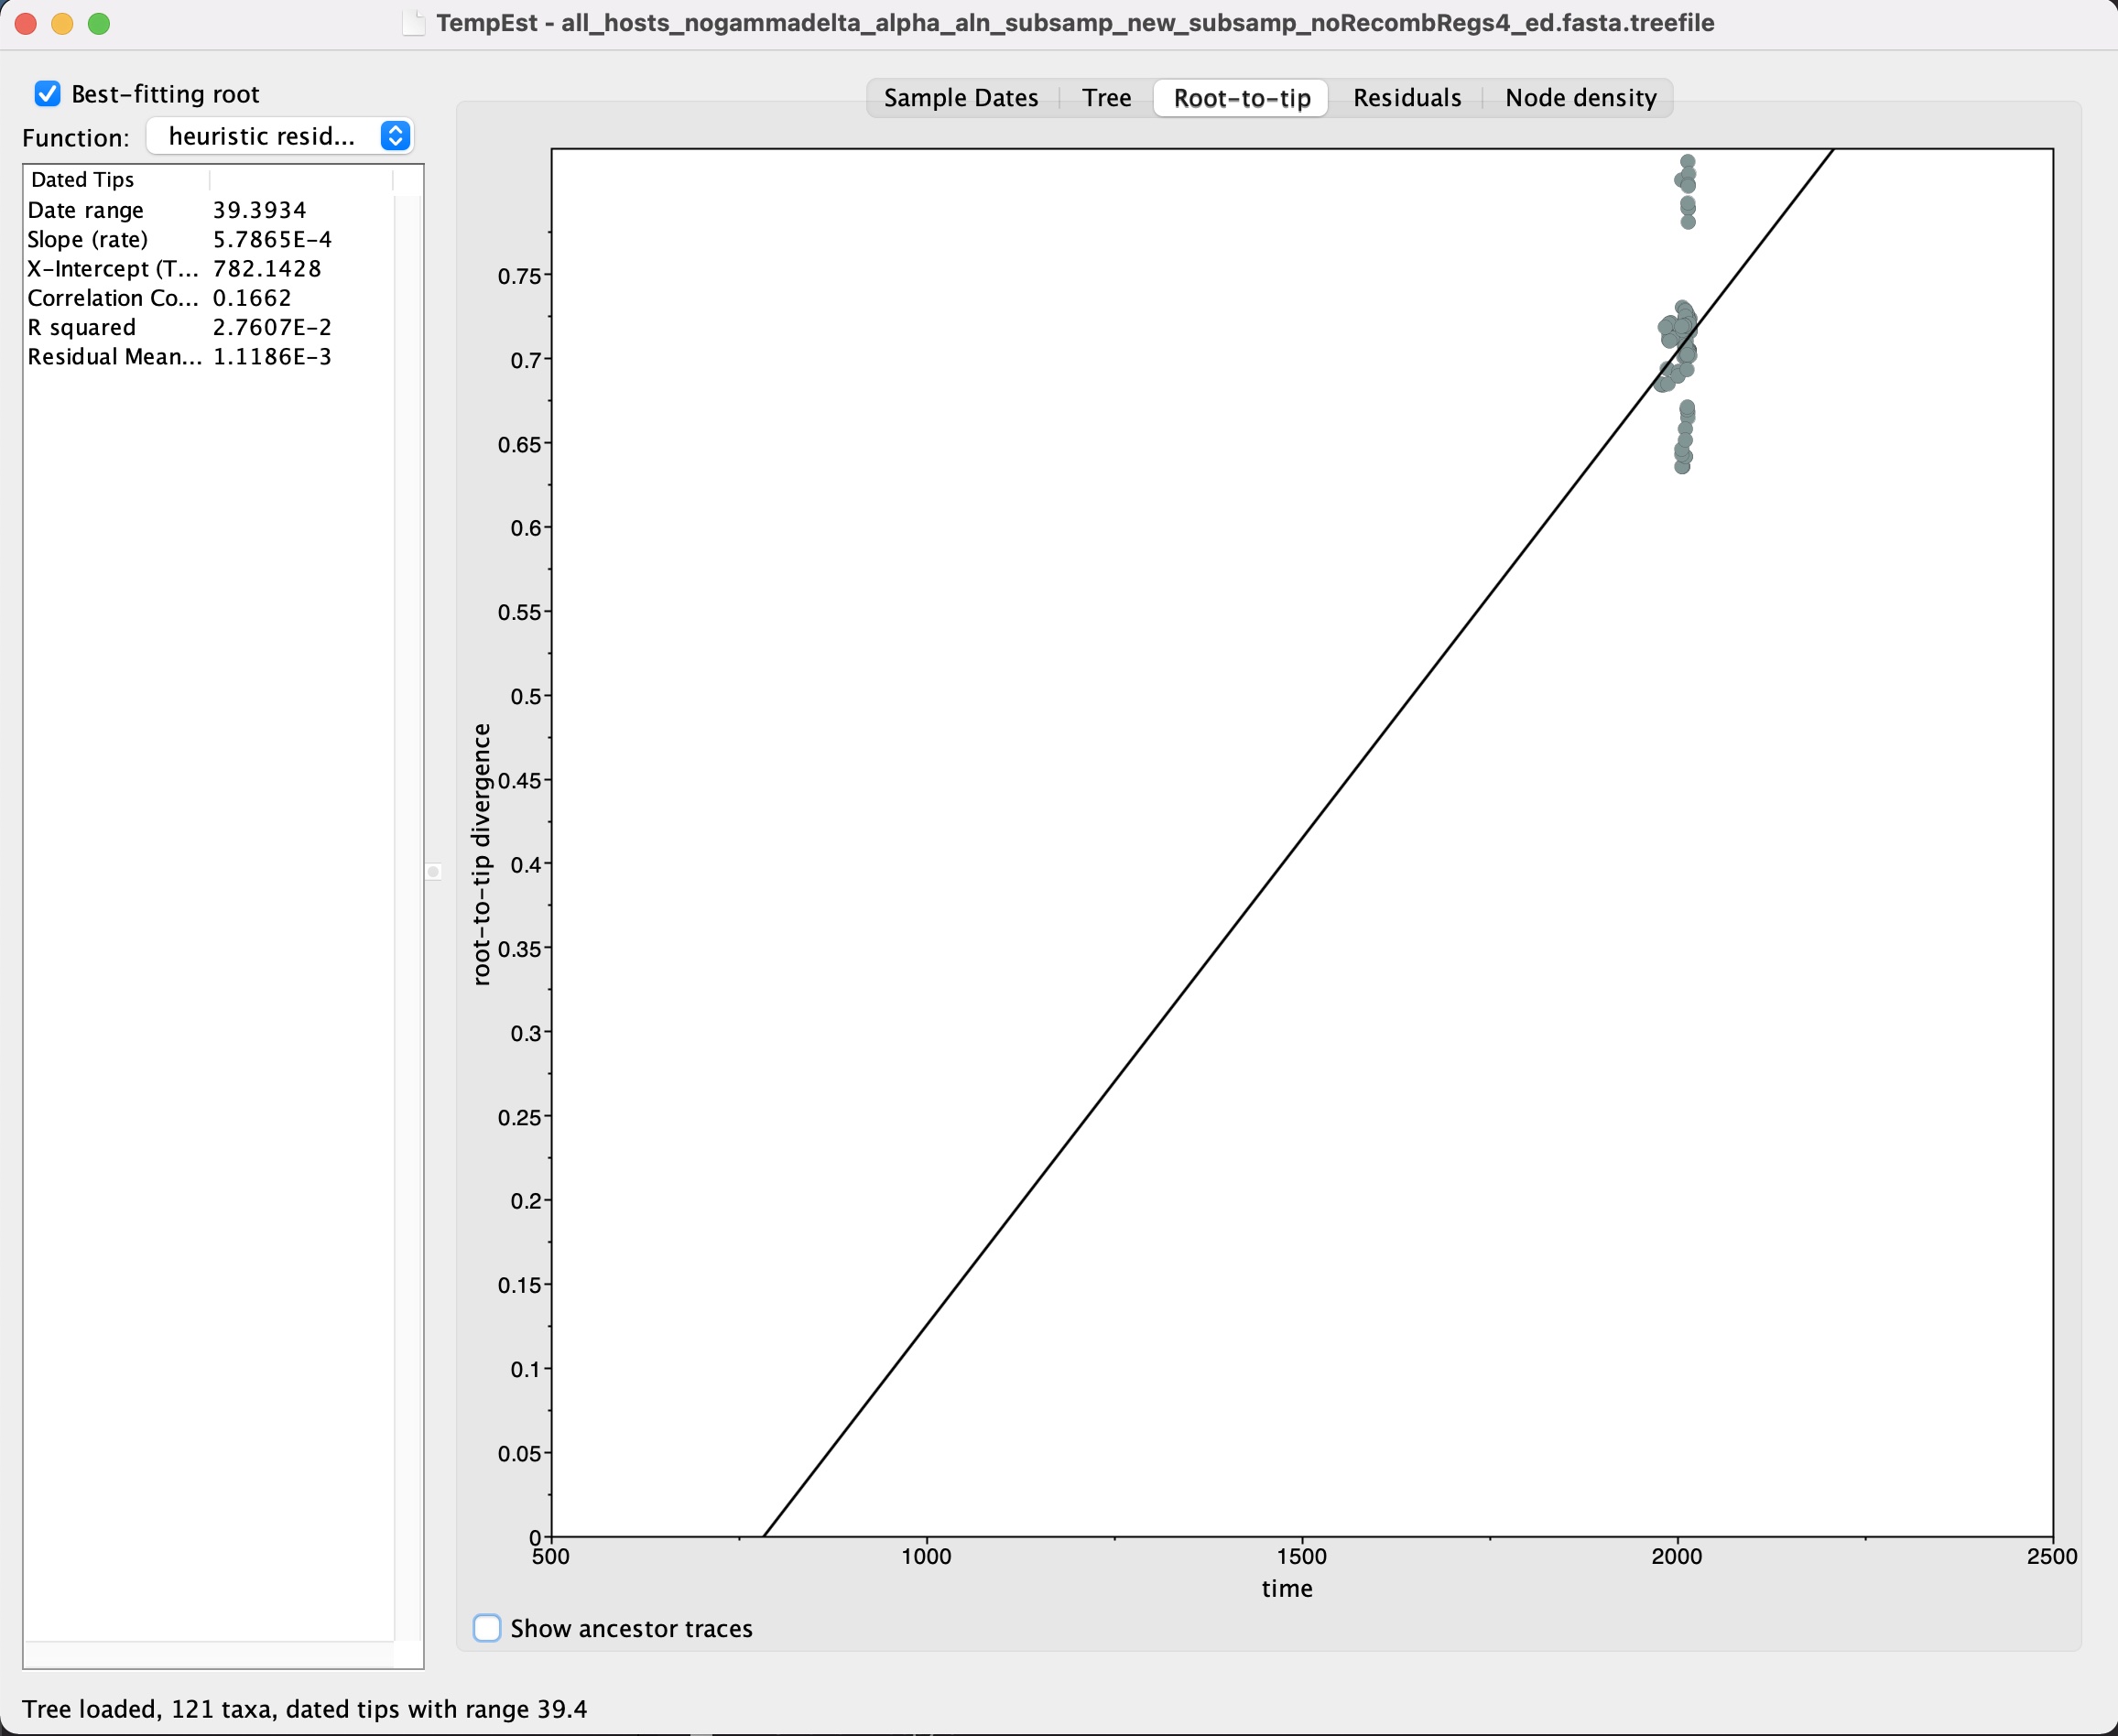 TempEst - all_hosts_nogammadelta_alpha_aln_subsamp_new_subsamp_noRecombRegs4_ed.fasta.treefile
Best-fitting root
Function: heuristic resid...
Dated Tips
Date range 39.3934
Slope (rate) 5.7865E-4
X-Intercept (T... 782.1428
Correlation Co... 0.1662
R squared 2.7607E-2
Residual Mean... 1.1186E-3
Sample Dates Tree Root-to-tip Residuals Node density
0.75
0.7
0.65
0.6
0.55
0.5
0.45
0.4
0.35
0.3
0.25
0.2
0.15
0.1
0.05
0
root-to-tip divergence
500 1000 1500 2000 2500
time
Show ancestor traces
Tree loaded, 121 taxa, dated tips with range 39.4